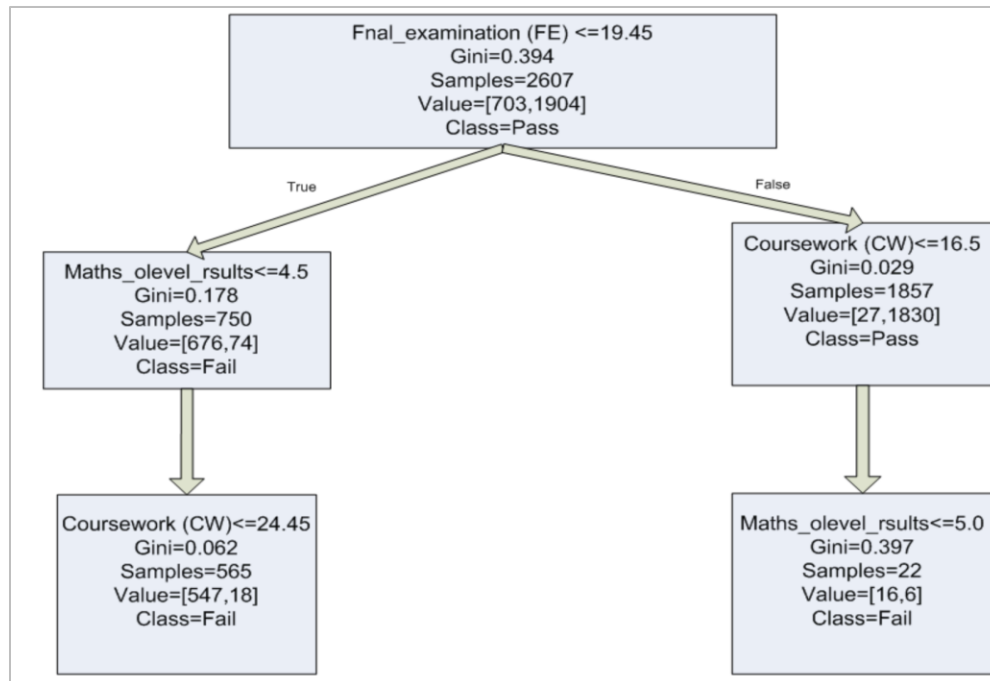 Fnal_examination (FE) <=19.45
Gini=0.394
Samples=2607
Value=[703,1904]
Class=Pass
True
False
Maths_olevel_rsults<=4.5
Gini=0.178
Samples=750
Value=[676,74]
Class=Fail
Coursework (CW)<=16.5
Gini=0.029
Samples=1857
Value=[27,1830]
Class=Pass
Coursework (CW)<=24.45
Gini=0.062
Samples=565
Value=[547,18]
Class=Fail
Maths_olevel_rsults<=5.0
Gini=0.397
Samples=22
Value=[16,6]
Class=Fail